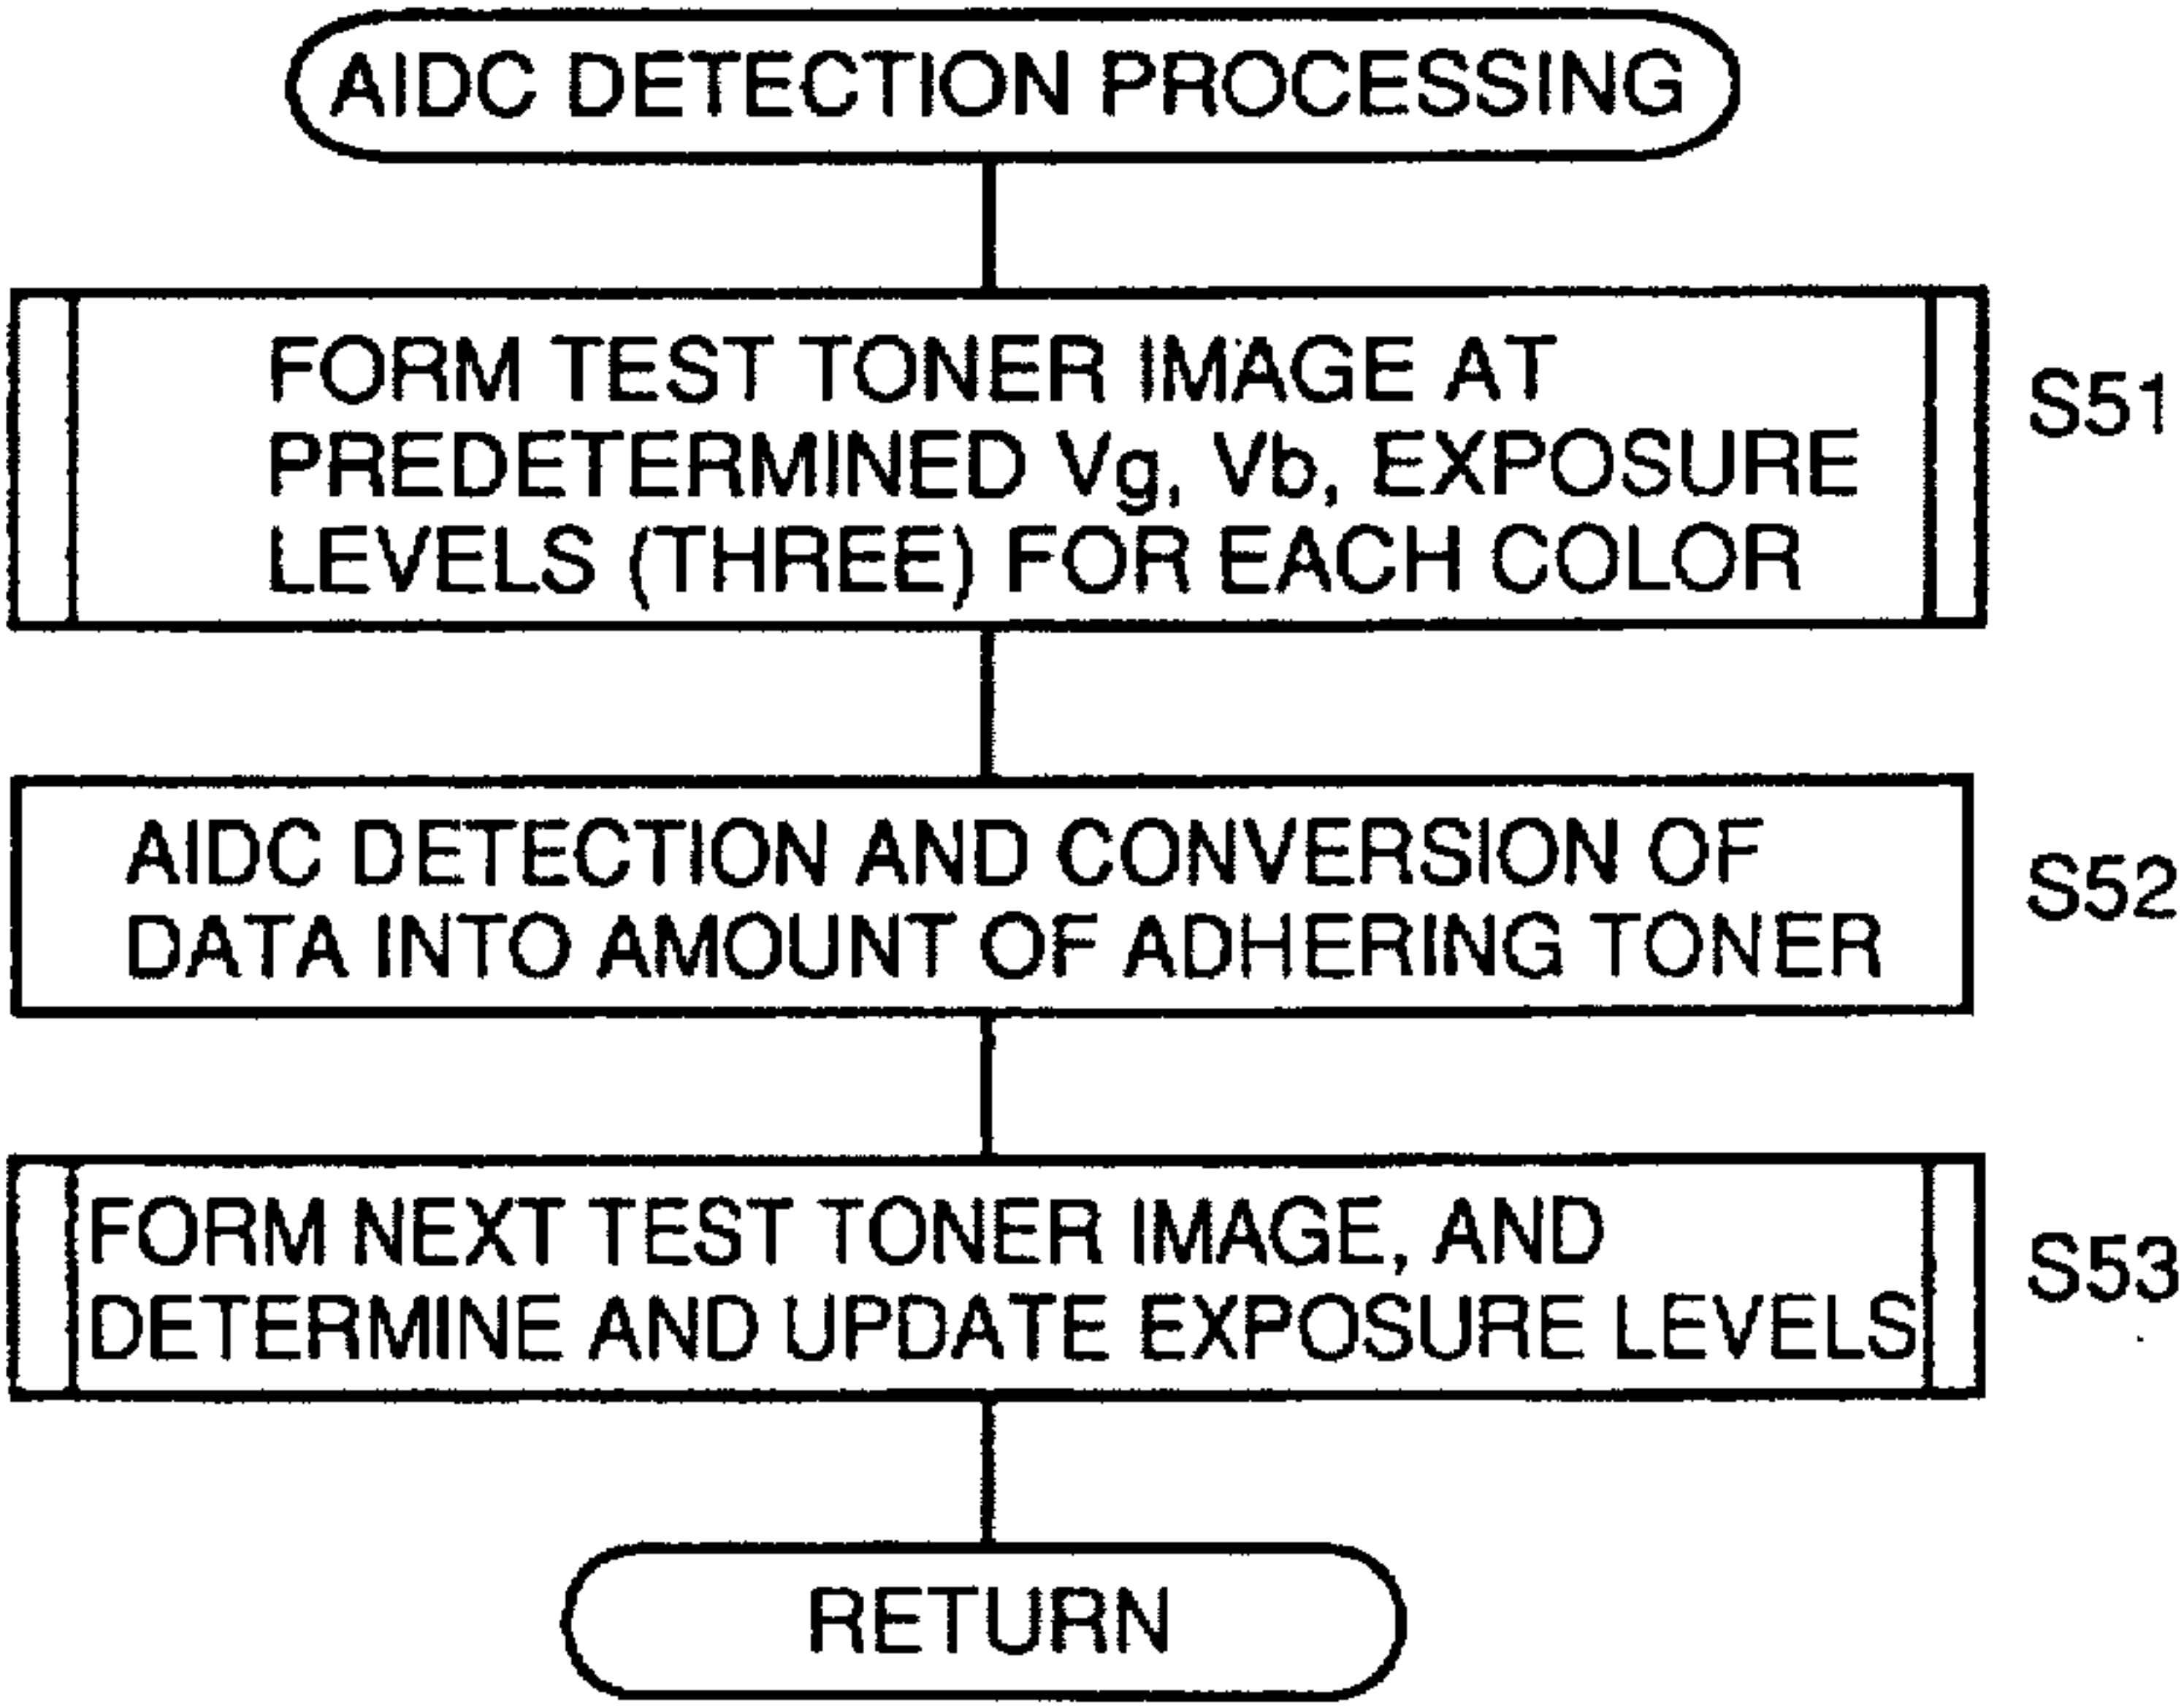 AIDC DETECTION PROCESSING
FORM TEST TONER IMAGE AT
PREDETERMINED Vg, Vb, EXPOSURE
LEVELS (THREE) FOR EACH COLOR
S51
AIDC DETECTION AND CONVERSION OF
DATA INTO AMOUNT OF ADHERING TONER
S52
FORM NEXT TEST TONER IMAGE, AND
DETERMINE AND UPDATE EXPOSURE LEVELS
S53
RETURN